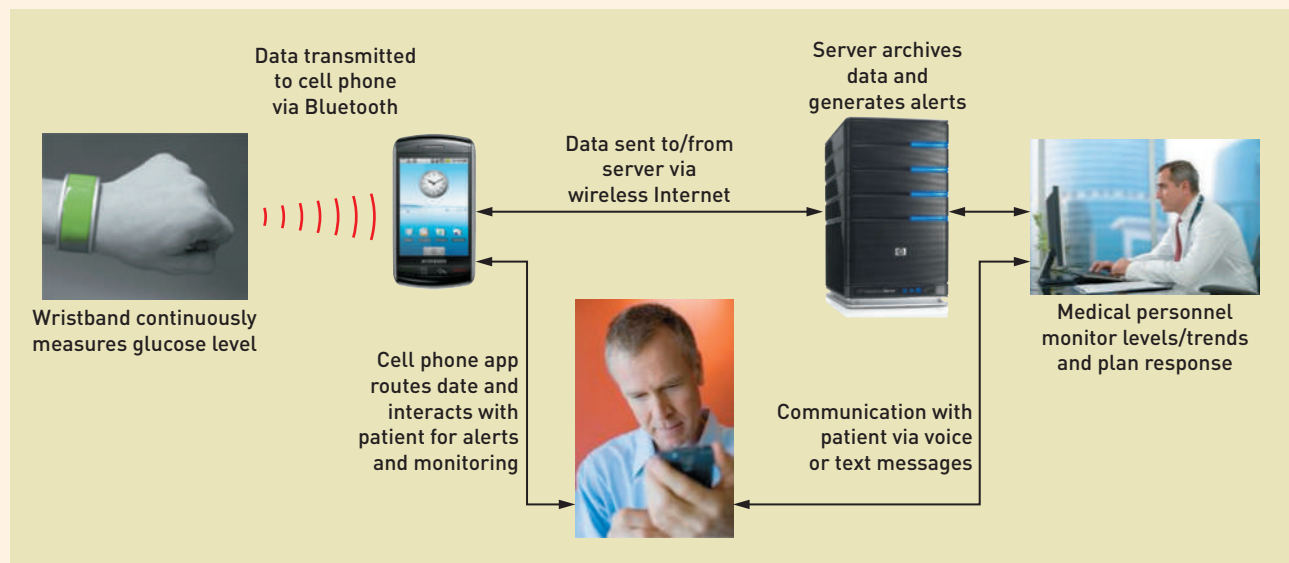 Data transmitted
to cell phone
via Bluetooth
Server archives
data and
generates alerts
Data sent to/from
server via
wireless Internet
Wristband continuously
measures glucose level
Cell phone app
routes date and
interacts with
patient for alerts
and monitoring
Communication with
patient via voice
or text messages
Medical personnel
monitor levels/trends
and plan response
hp